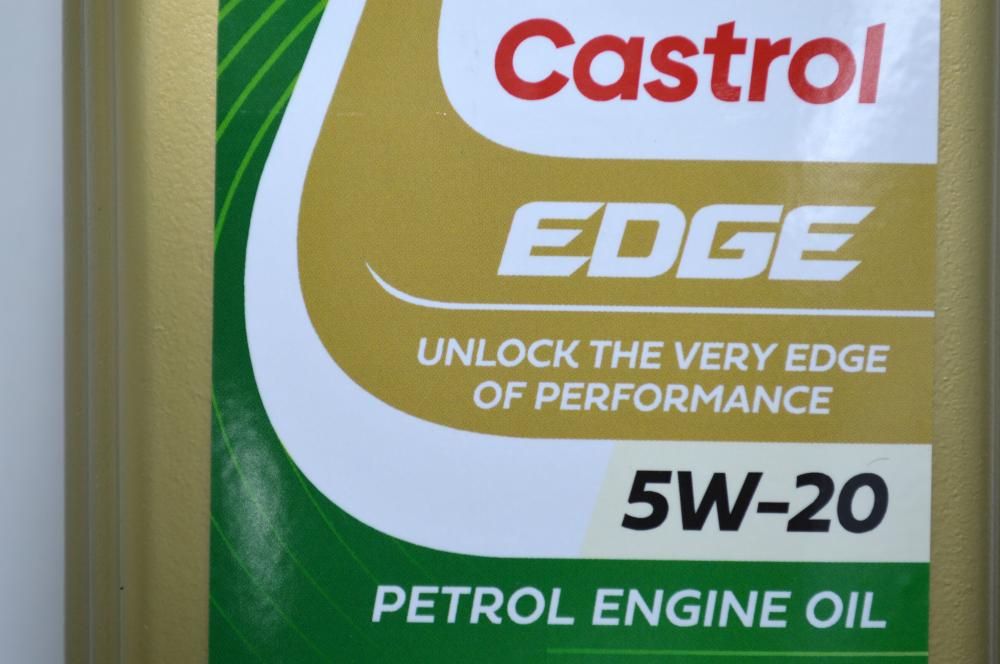 Castrol
EDGE
UNLOCK THE VERY EDGE
OF PERFORMANCE
5W-20
PETROL ENGINE OIL